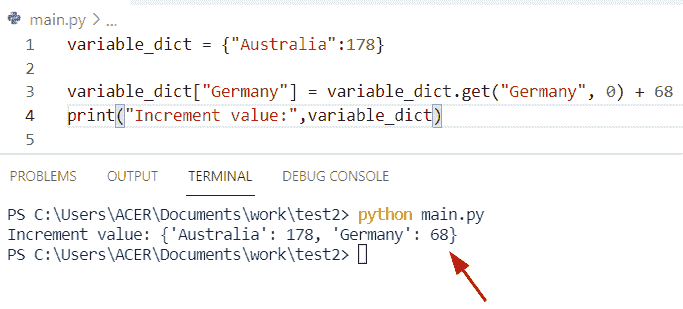 main.py > ...
1 variable_dict = {"Australia":178}
2
3 variable_dict["Germany"] = variable_dict.get("Germany", 0) + 68
4 print("Increment value:",variable_dict)
5
PROBLEMS OUTPUT TERMINAL DEBUG CONSOLE
PS C:\Users\ACER\Documents\work\test2> python main.py
Increment value: {'Australia': 178, 'Germany': 68}
PS C:\Users\ACER\Documents\work\test2>